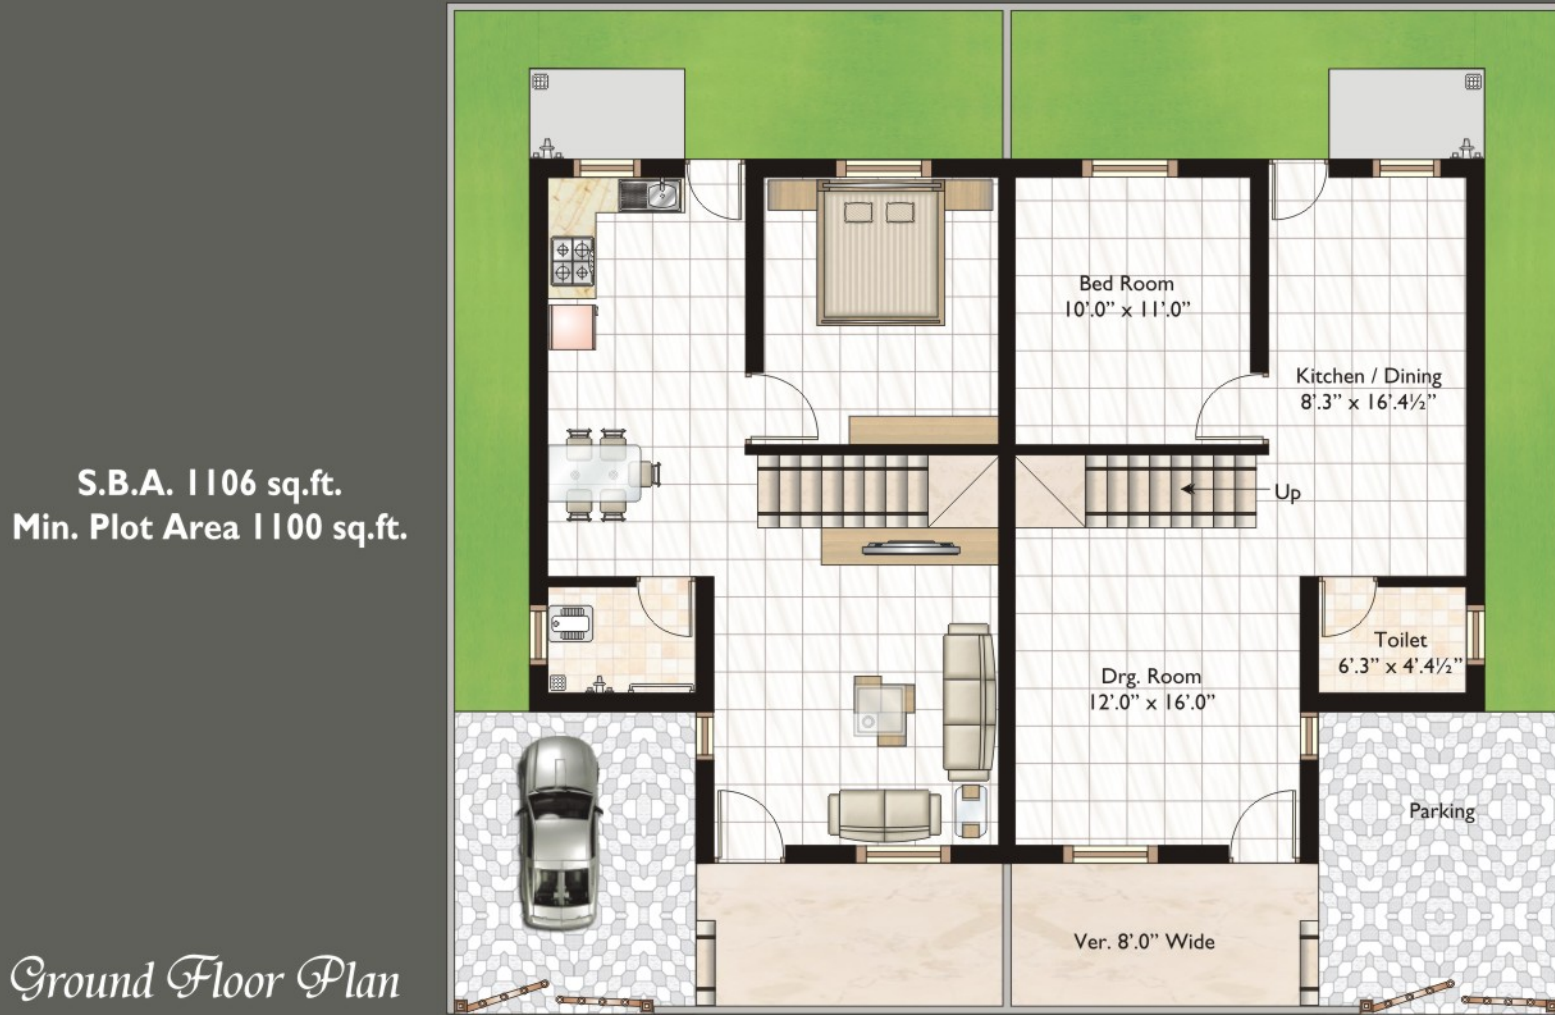 S.B.A. 1106 sq.ft.
Min. Plot Area 1100 sq.ft.
Ground Floor Plan
Bed Room
10'.0” x 11'.0”
Kitchen / Dining
8'.3” x 16'.4½”
Up
Toilet
6'.3” x 4'.4½”
Drg. Room
12'.0” x 16'.0”
Parking
Ver. 8'.0” Wide